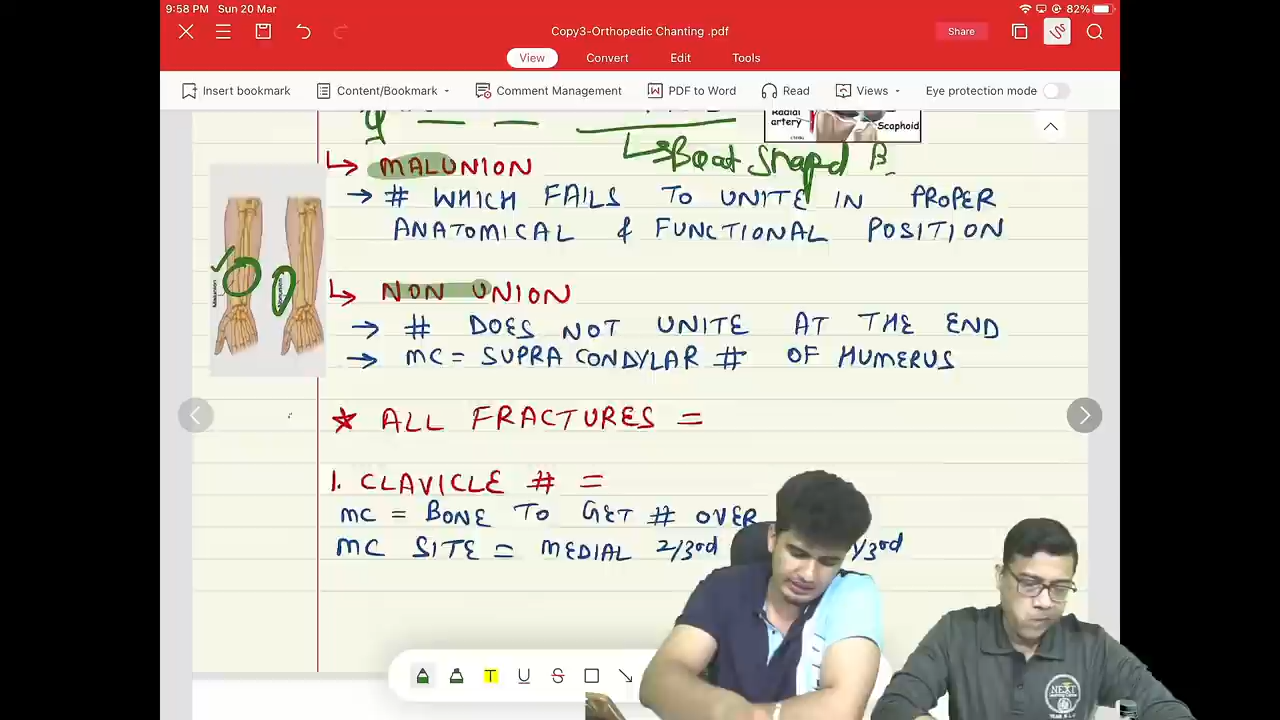 9:58 PM Sun 20 Mar
82%
Copy3-Orthopedic Chanting .pdf
Share
View
Convert
Edit
Tools
Insert bookmark
Content/Bookmark
Comment Management
PDF to Word
Read
Views
Eye protection mode
Radial
artery
Scaphoid
Boat Shaped B
↳ MALUNION
→ # WHICH FAILS TO UNITE IN PROPER
ANATOMICAL & FUNCTIONAL POSITION
Malunion
Nonunion
↳ NON UNION
→ # DOES NOT UNITE AT THE END
→ MC = SUPRA CONDYLAR # OF HUMERUS
★ ALL FRACTURES =
1. CLAVICLE # =
MC = BONE TO GET # OVER
MC SITE = MEDIAL 2/3rd 1/3rd
T U S
NEXT